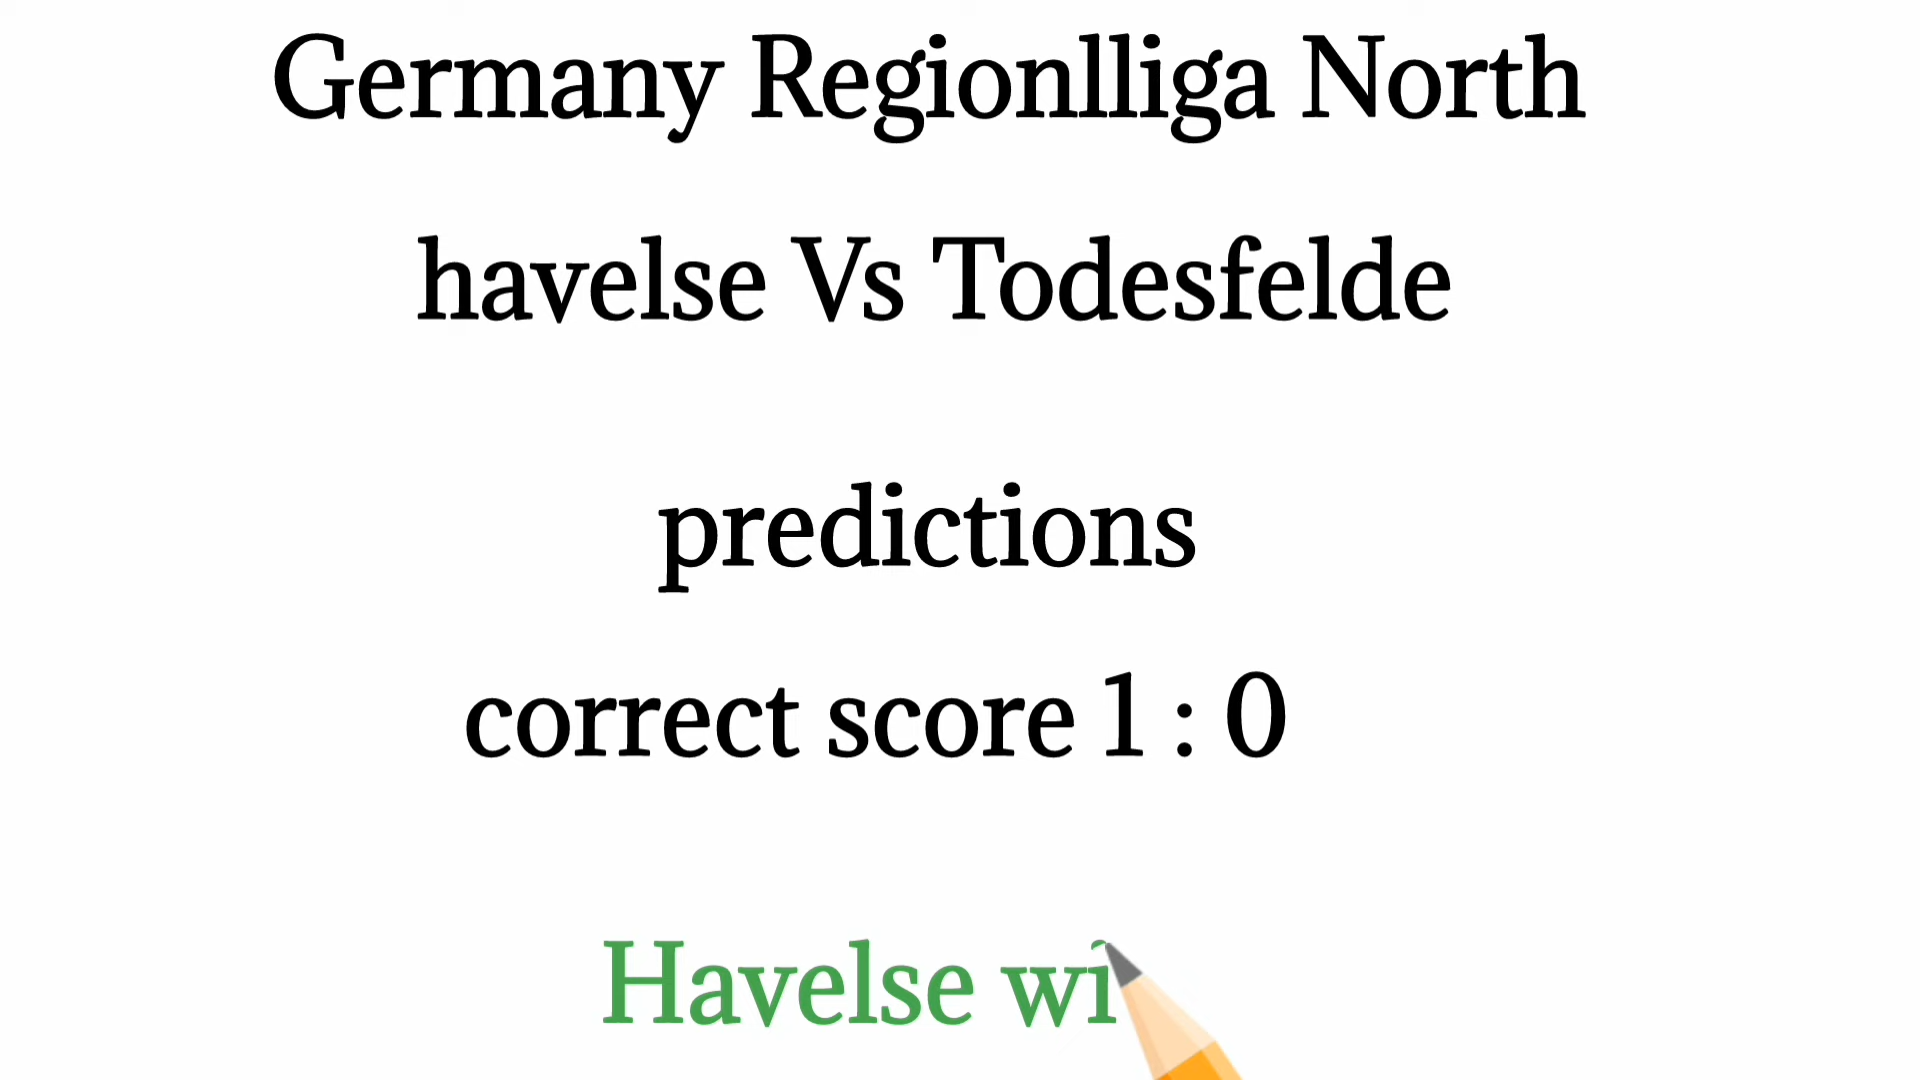 Germany Regionlliga North
havelse Vs Todesfelde
predictions
correct score 1 : 0
Havelse wi